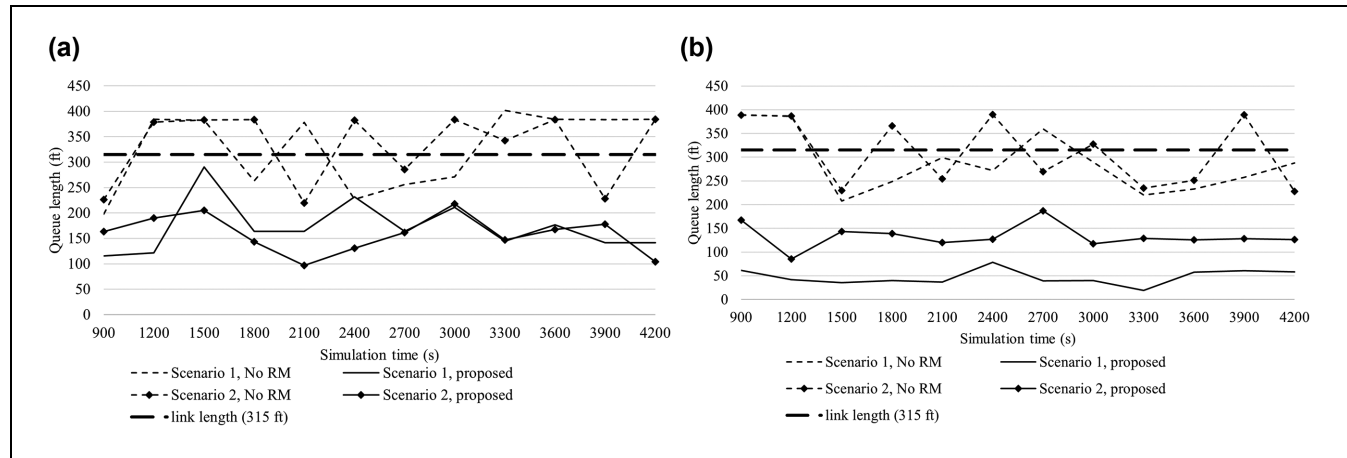 (a)
450
400
350
300
250
200
150
100
50
0
Queue length (ft)
900 1200 1500 1800 2100 2400 2700 3000 3300 3600 3900 4200
Simulation time (s)
Scenario 1, No RM
Scenario 1, proposed
Scenario 2, No RM
Scenario 2, proposed
link length (315 ft)
(b)
450
400
350
300
250
200
150
100
50
0
Queue length (ft)
900 1200 1500 1800 2100 2400 2700 3000 3300 3600 3900 4200
Simulation time (s)
Scenario 1, No RM
Scenario 1, proposed
Scenario 2, No RM
Scenario 2, proposed
link length (315 ft)